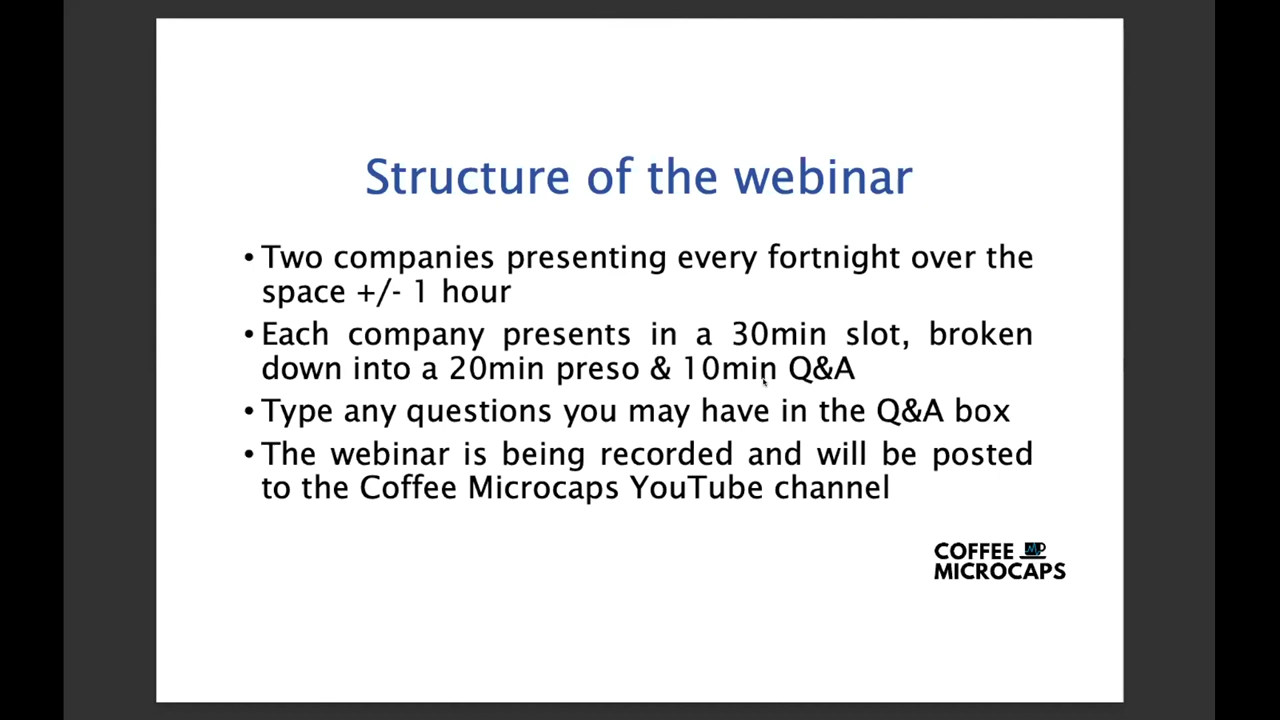 Structure of the webinar
• Two companies presenting every fortnight over the
space +/- 1 hour
• Each company presents in a 30min slot, broken
down into a 20min preso & 10min Q&A
• Type any questions you may have in the Q&A box
• The webinar is being recorded and will be posted
to the Coffee Microcaps YouTube channel
COFFEE
MICROCAPS